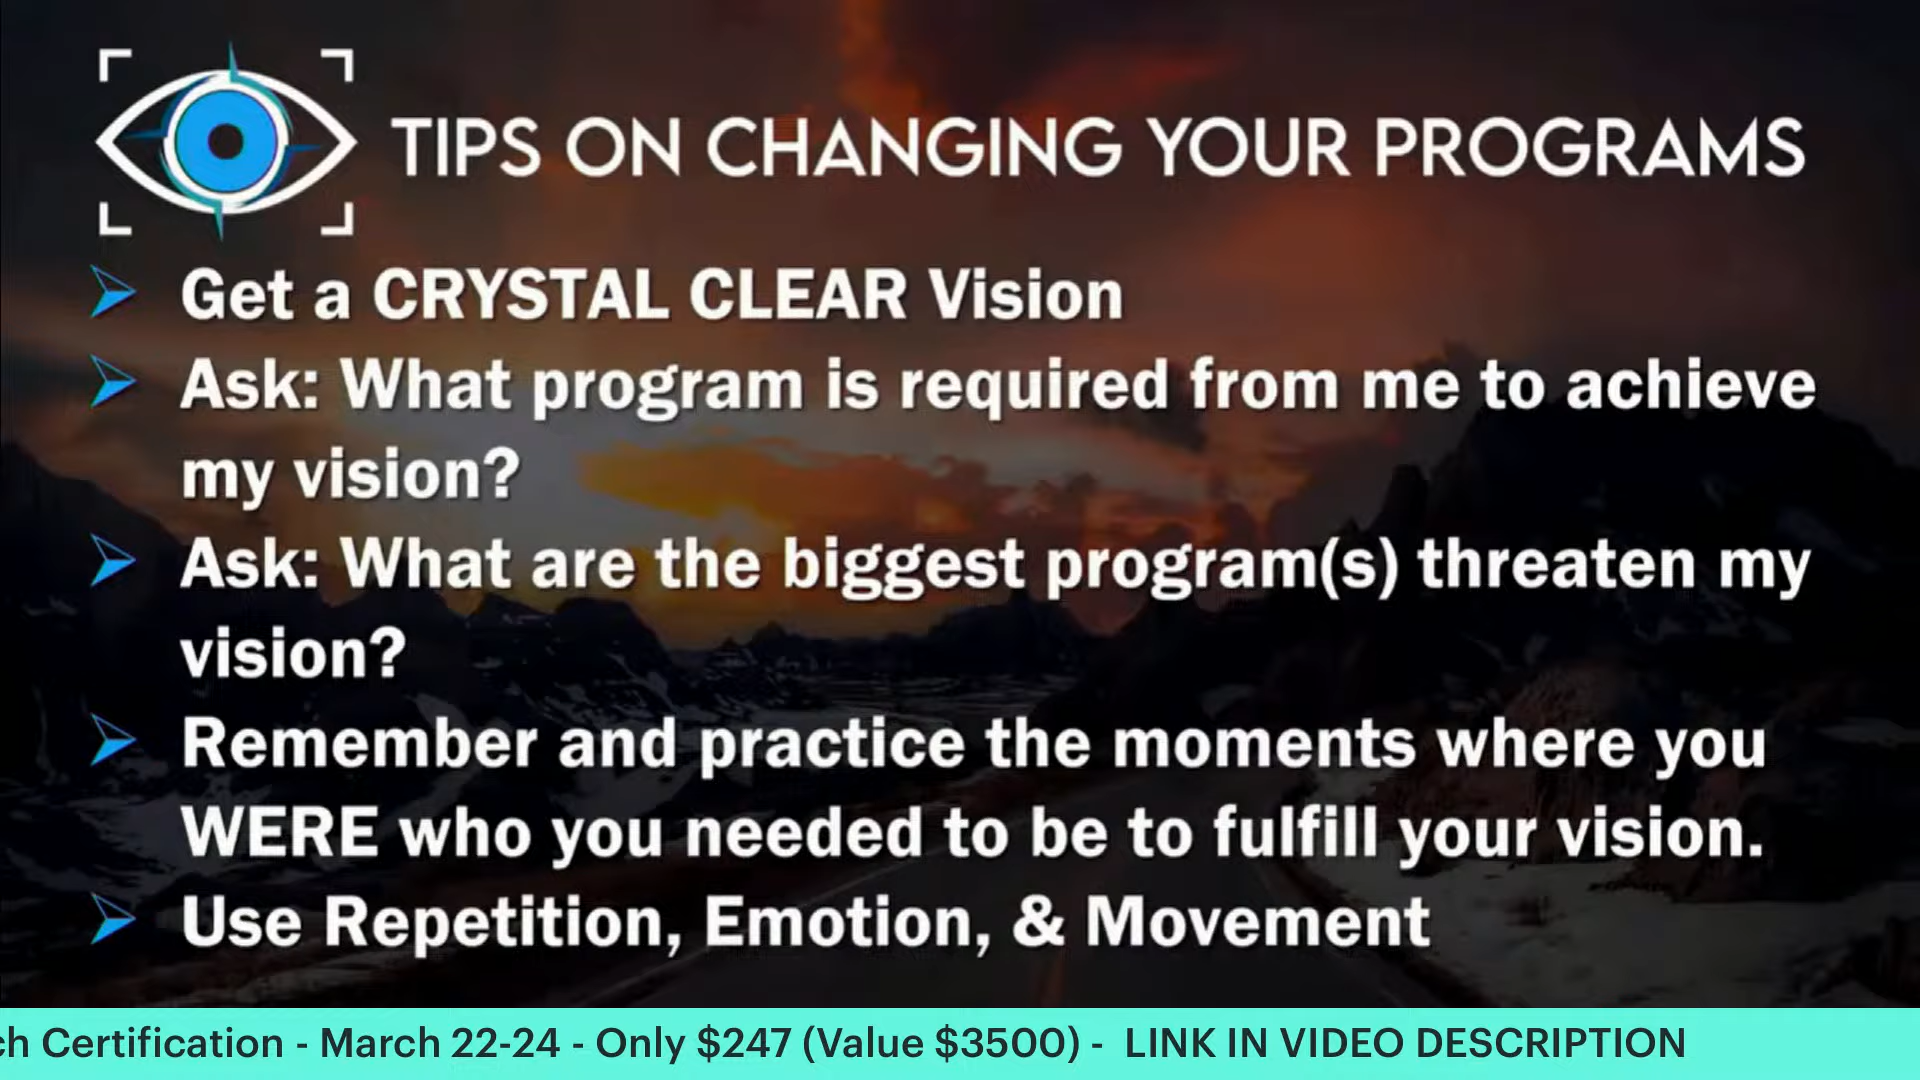 TIPS ON CHANGING YOUR PROGRAMS
Get a CRYSTAL CLEAR Vision
Ask: What program is required from me to achieve
my vision?
Ask: What are the biggest program(s) threaten my
vision?
Remember and practice the moments where you
WERE who you needed to be to fulfill your vision.
Use Repetition, Emotion, & Movement
Certification - March 22-24 - Only $247 (Value $3500) - LINK IN VIDEO DESCRIPTION